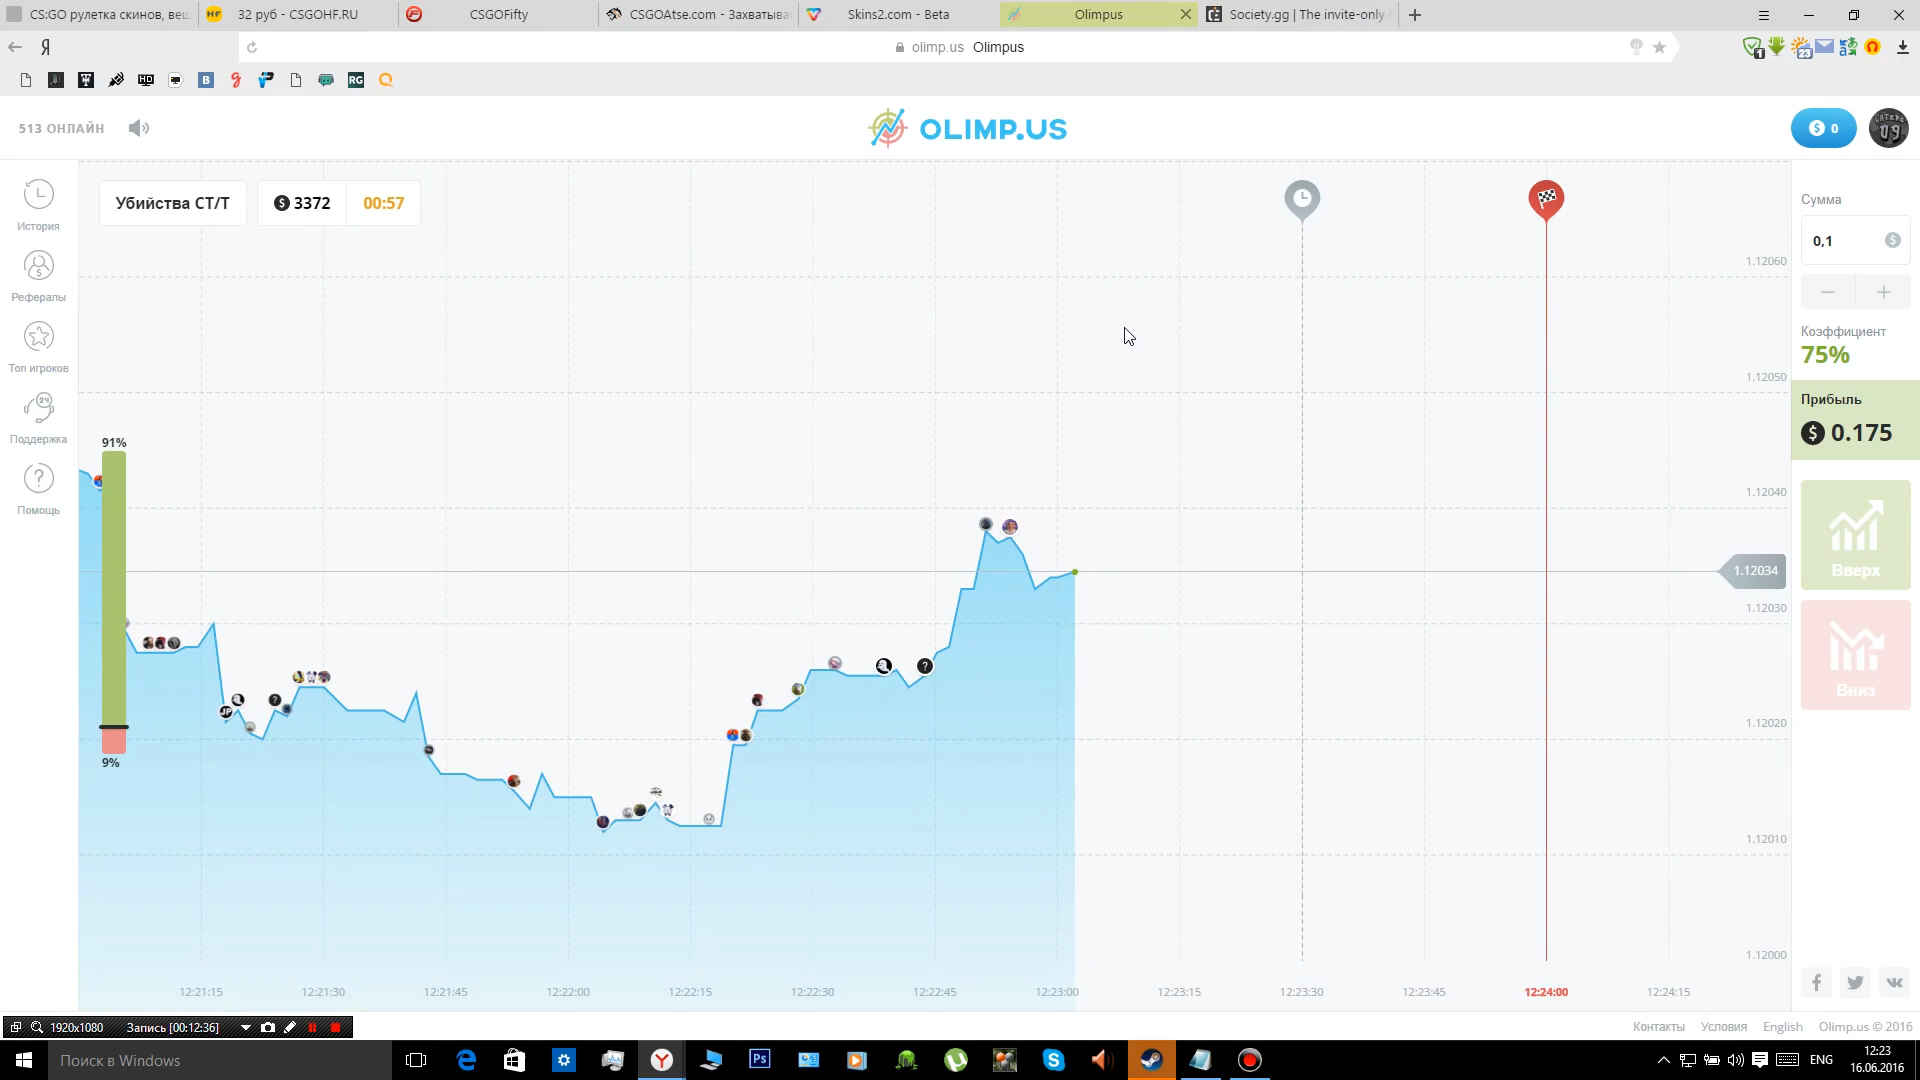 CS:GO рулетка скинов, вещ
32 руб - CSGOHF.RU
CSGOFifty
CSGOAtse.com - Захватыва
Skins2.com - Beta
Olimpus
Society.gg | The invite-only
olimp.us Olimpus
513 ОНЛАЙН
OLIMP.US
0
Убийства CT/T
3372
00:57
История
Рефералы
Топ игроков
Поддержка
Помощь
91%
9%
1.12060
1.12050
1.12040
1.12034
1.12030
1.12020
1.12010
1.12000
12:21:15
12:21:30
12:21:45
12:22:00
12:22:15
12:22:30
12:22:45
12:23:00
12:23:15
12:23:30
12:23:45
12:24:00
12:24:15
Сумма
0,1
Коэффициент
75%
Прибыль
0.175
Вверх
Вниз
Контакты
Условия
English
Olimp.us © 2016
1920x1080
Запись [00:12:36]
Поиск в Windows
ENG
12:23
16.06.2016